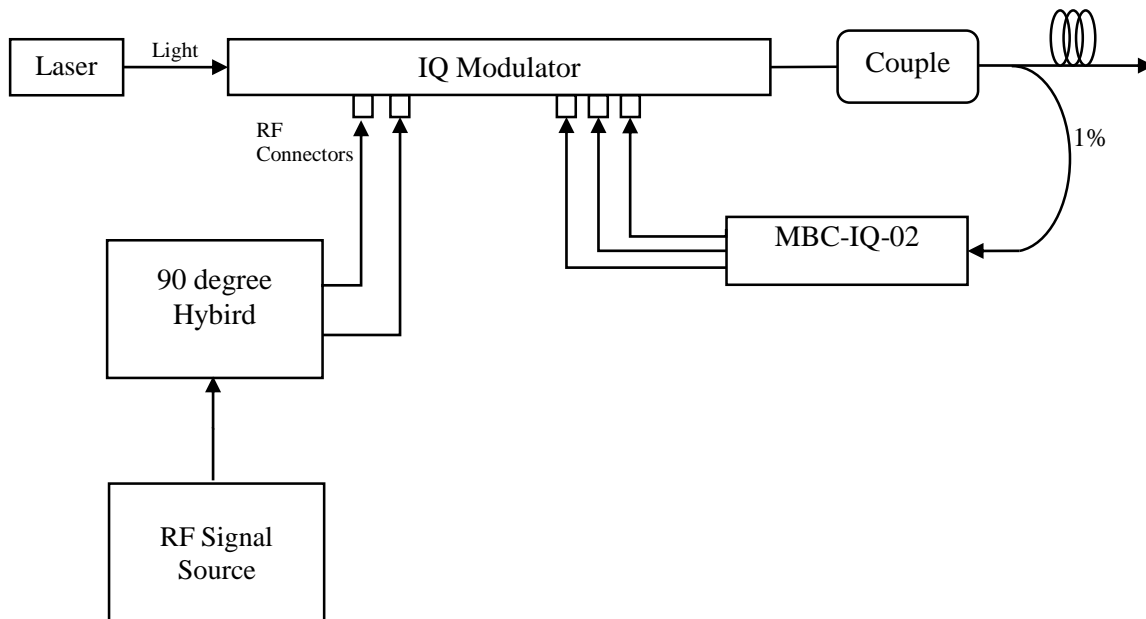 Laser
Light
IQ Modulator
Couple
RF
Connectors
1%
MBC-IQ-02
90 degree
Hybird
RF Signal
Source